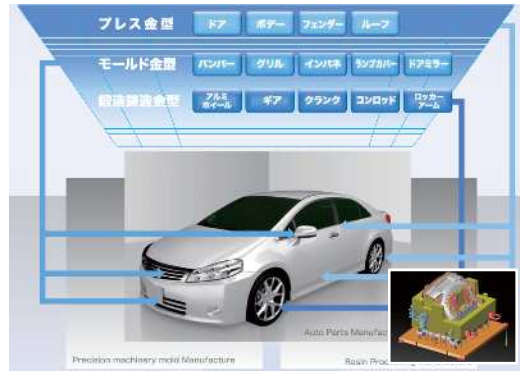 プレス金型 ドア ボデー フェンダー ルーフ
モールド金型 バンパー グリル インパネ ランプカバー ドアミラー
鍛造鋳造金型 アルミホイール ギア クランク コンロッド ロッカーアーム
Auto Parts Manufac
Precision machinery mold Manufacture
Resin Proc